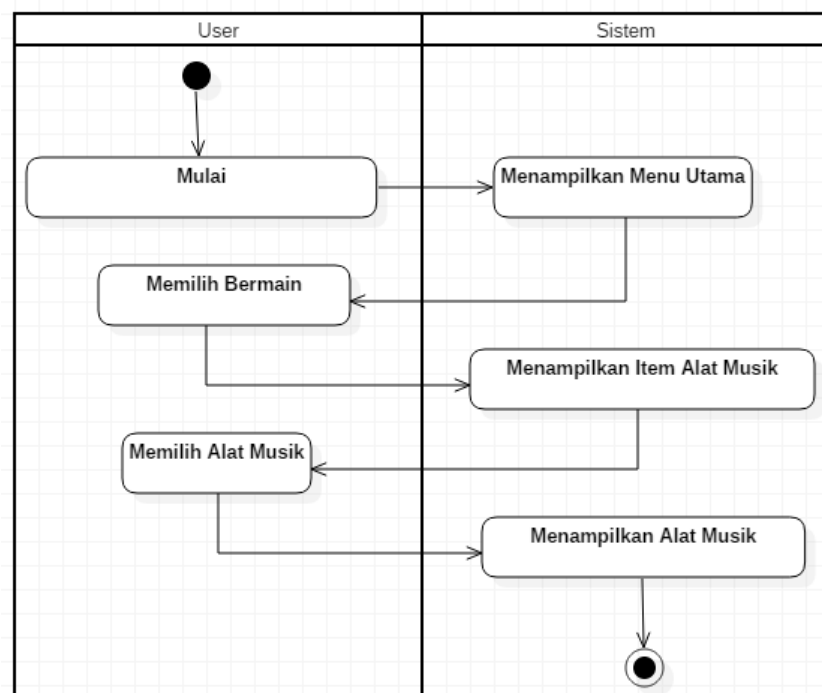 User
Sistem
Mulai
Menampilkan Menu Utama
Memilih Bermain
Menampilkan Item Alat Musik
Memilih Alat Musik
Menampilkan Alat Musik